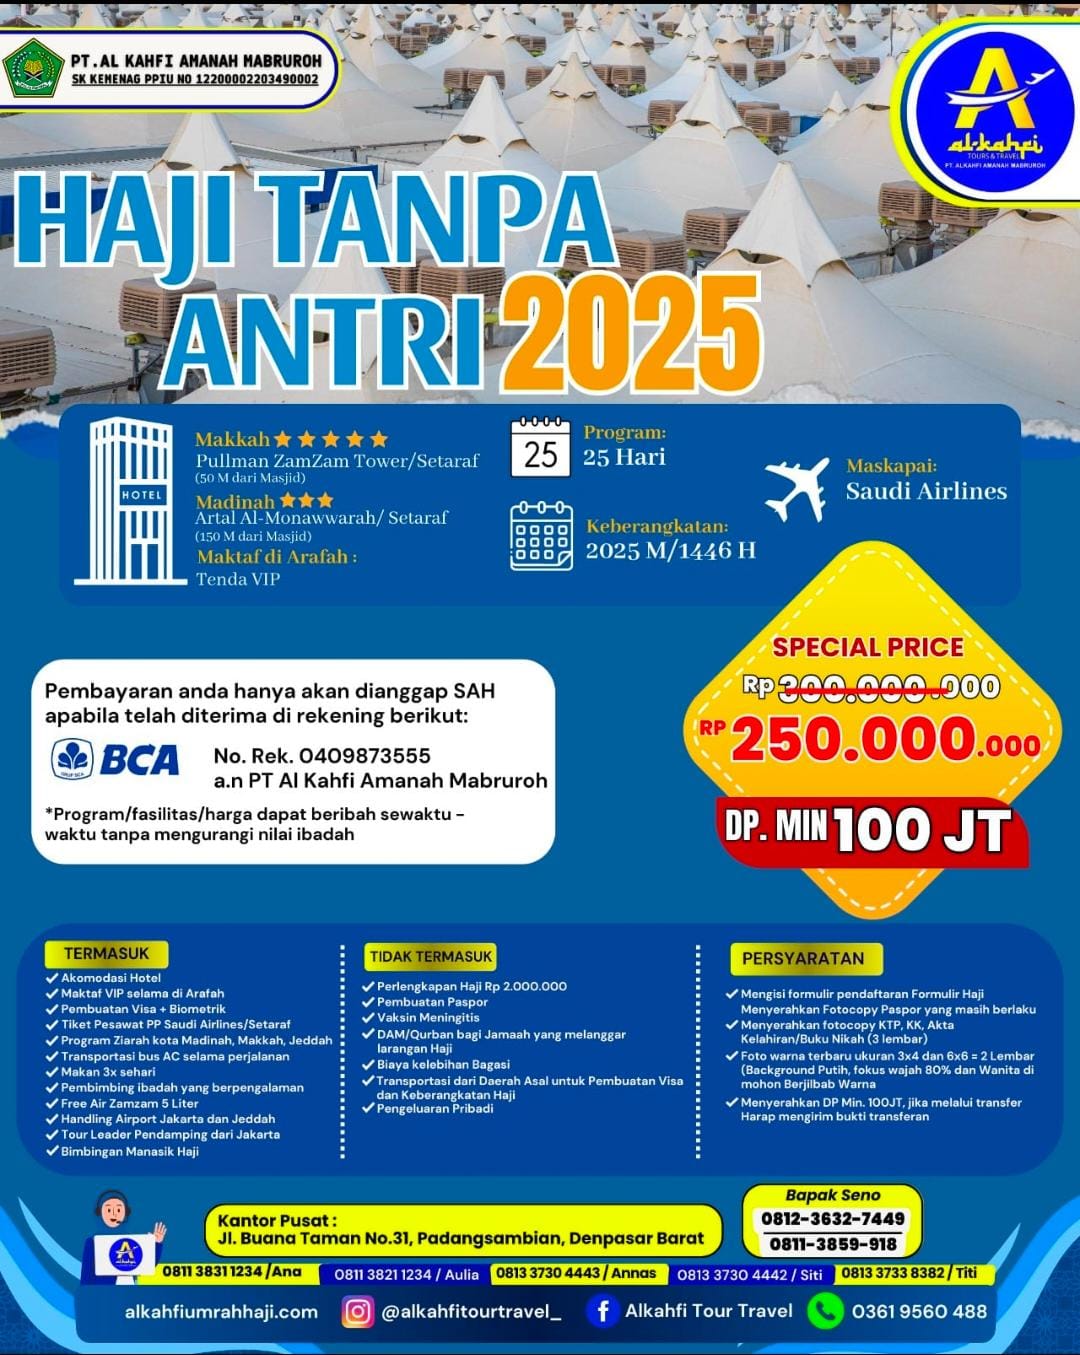 PT.AL KAHFI AMANAH MABRUROH
SK KEMENAG PPIU NO 12200002203490002
A
al-kahfi
TOURS & TRAVEL
PT. ALKAHFI AMANAH MABRUROH
HAJI TANPA
ANTRI 2025
HOTEL
Makkah
Pullman ZamZam Tower/Setaraf
(50 M dari Masjid)
Madinah
Artal Al-Monawwarah/ Setaraf
(150 M dari Masjid)
Maktaf di Arafah :
Tenda VIP
25
Program:
25 Hari
Keberangkatan:
2025 M/1446 H
Maskapai:
Saudi Airlines
SPECIAL PRICE
Rp 300.000.000
RP 250.000.000
DP. MIN 100 JT
Pembayaran anda hanya akan dianggap SAH
apabila telah diterima di rekening berikut:
BCA
No. Rek. 0409873555
a.n PT Al Kahfi Amanah Mabruroh
*Program/fasilitas/harga dapat beribah sewaktu -
waktu tanpa mengurangi nilai ibadah
TERMASUK
Akomodasi Hotel
Maktaf VIP selama di Arafah
Pembuatan Visa + Biometrik
Tiket Pesawat PP Saudi Airlines/Setaraf
Program Ziarah kota Madinah, Makkah, Jeddah
Transportasi bus AC selama perjalanan
Makan 3x sehari
Pembimbing ibadah yang berpengalaman
Free Air Zamzam 5 Liter
Handling Airport Jakarta dan Jeddah
Tour Leader Pendamping dari Jakarta
Bimbingan Manasik Haji
TIDAK TERMASUK
Perlengkapan Haji Rp 2.000.000
Pembuatan Paspor
Vaksin Meningitis
DAM/Qurban bagi Jamaah yang melanggar
larangan Haji
Biaya kelebihan Bagasi
Transportasi dari Daerah Asal untuk Pembuatan Visa
dan Keberangkatan Haji
Pengeluaran Pribadi
PERSYARATAN
Mengisi formulir pendaftaran Formulir Haji
Menyerahkan Fotocopy Paspor yang masih berlaku
Menyerahkan fotocopy KTP, KK, Akta
Kelahiran/Buku Nikah (3 lembar)
Foto warna terbaru ukuran 3x4 dan 6x6 = 2 Lembar
(Background Putih, fokus wajah 80% dan Wanita di
mohon Berjilbab Warna
Menyerahkan DP Min. 100JT, jika melalui transfer
Harap mengirim bukti transferan
Kantor Pusat :
Jl. Buana Taman No.31, Padangsambian, Denpasar Barat
Bapak Seno
0812-3632-7449
0811-3859-918
0811 3831 1234 /Ana
0811 3821 1234 / Aulia
0813 3730 4443 / Annas
0813 3730 4442 / Siti
0813 3733 8382 / Titi
alkahfiumrahhaji.com
@alkahfitourtravel_
Alkahfi Tour Travel
0361 9560 488